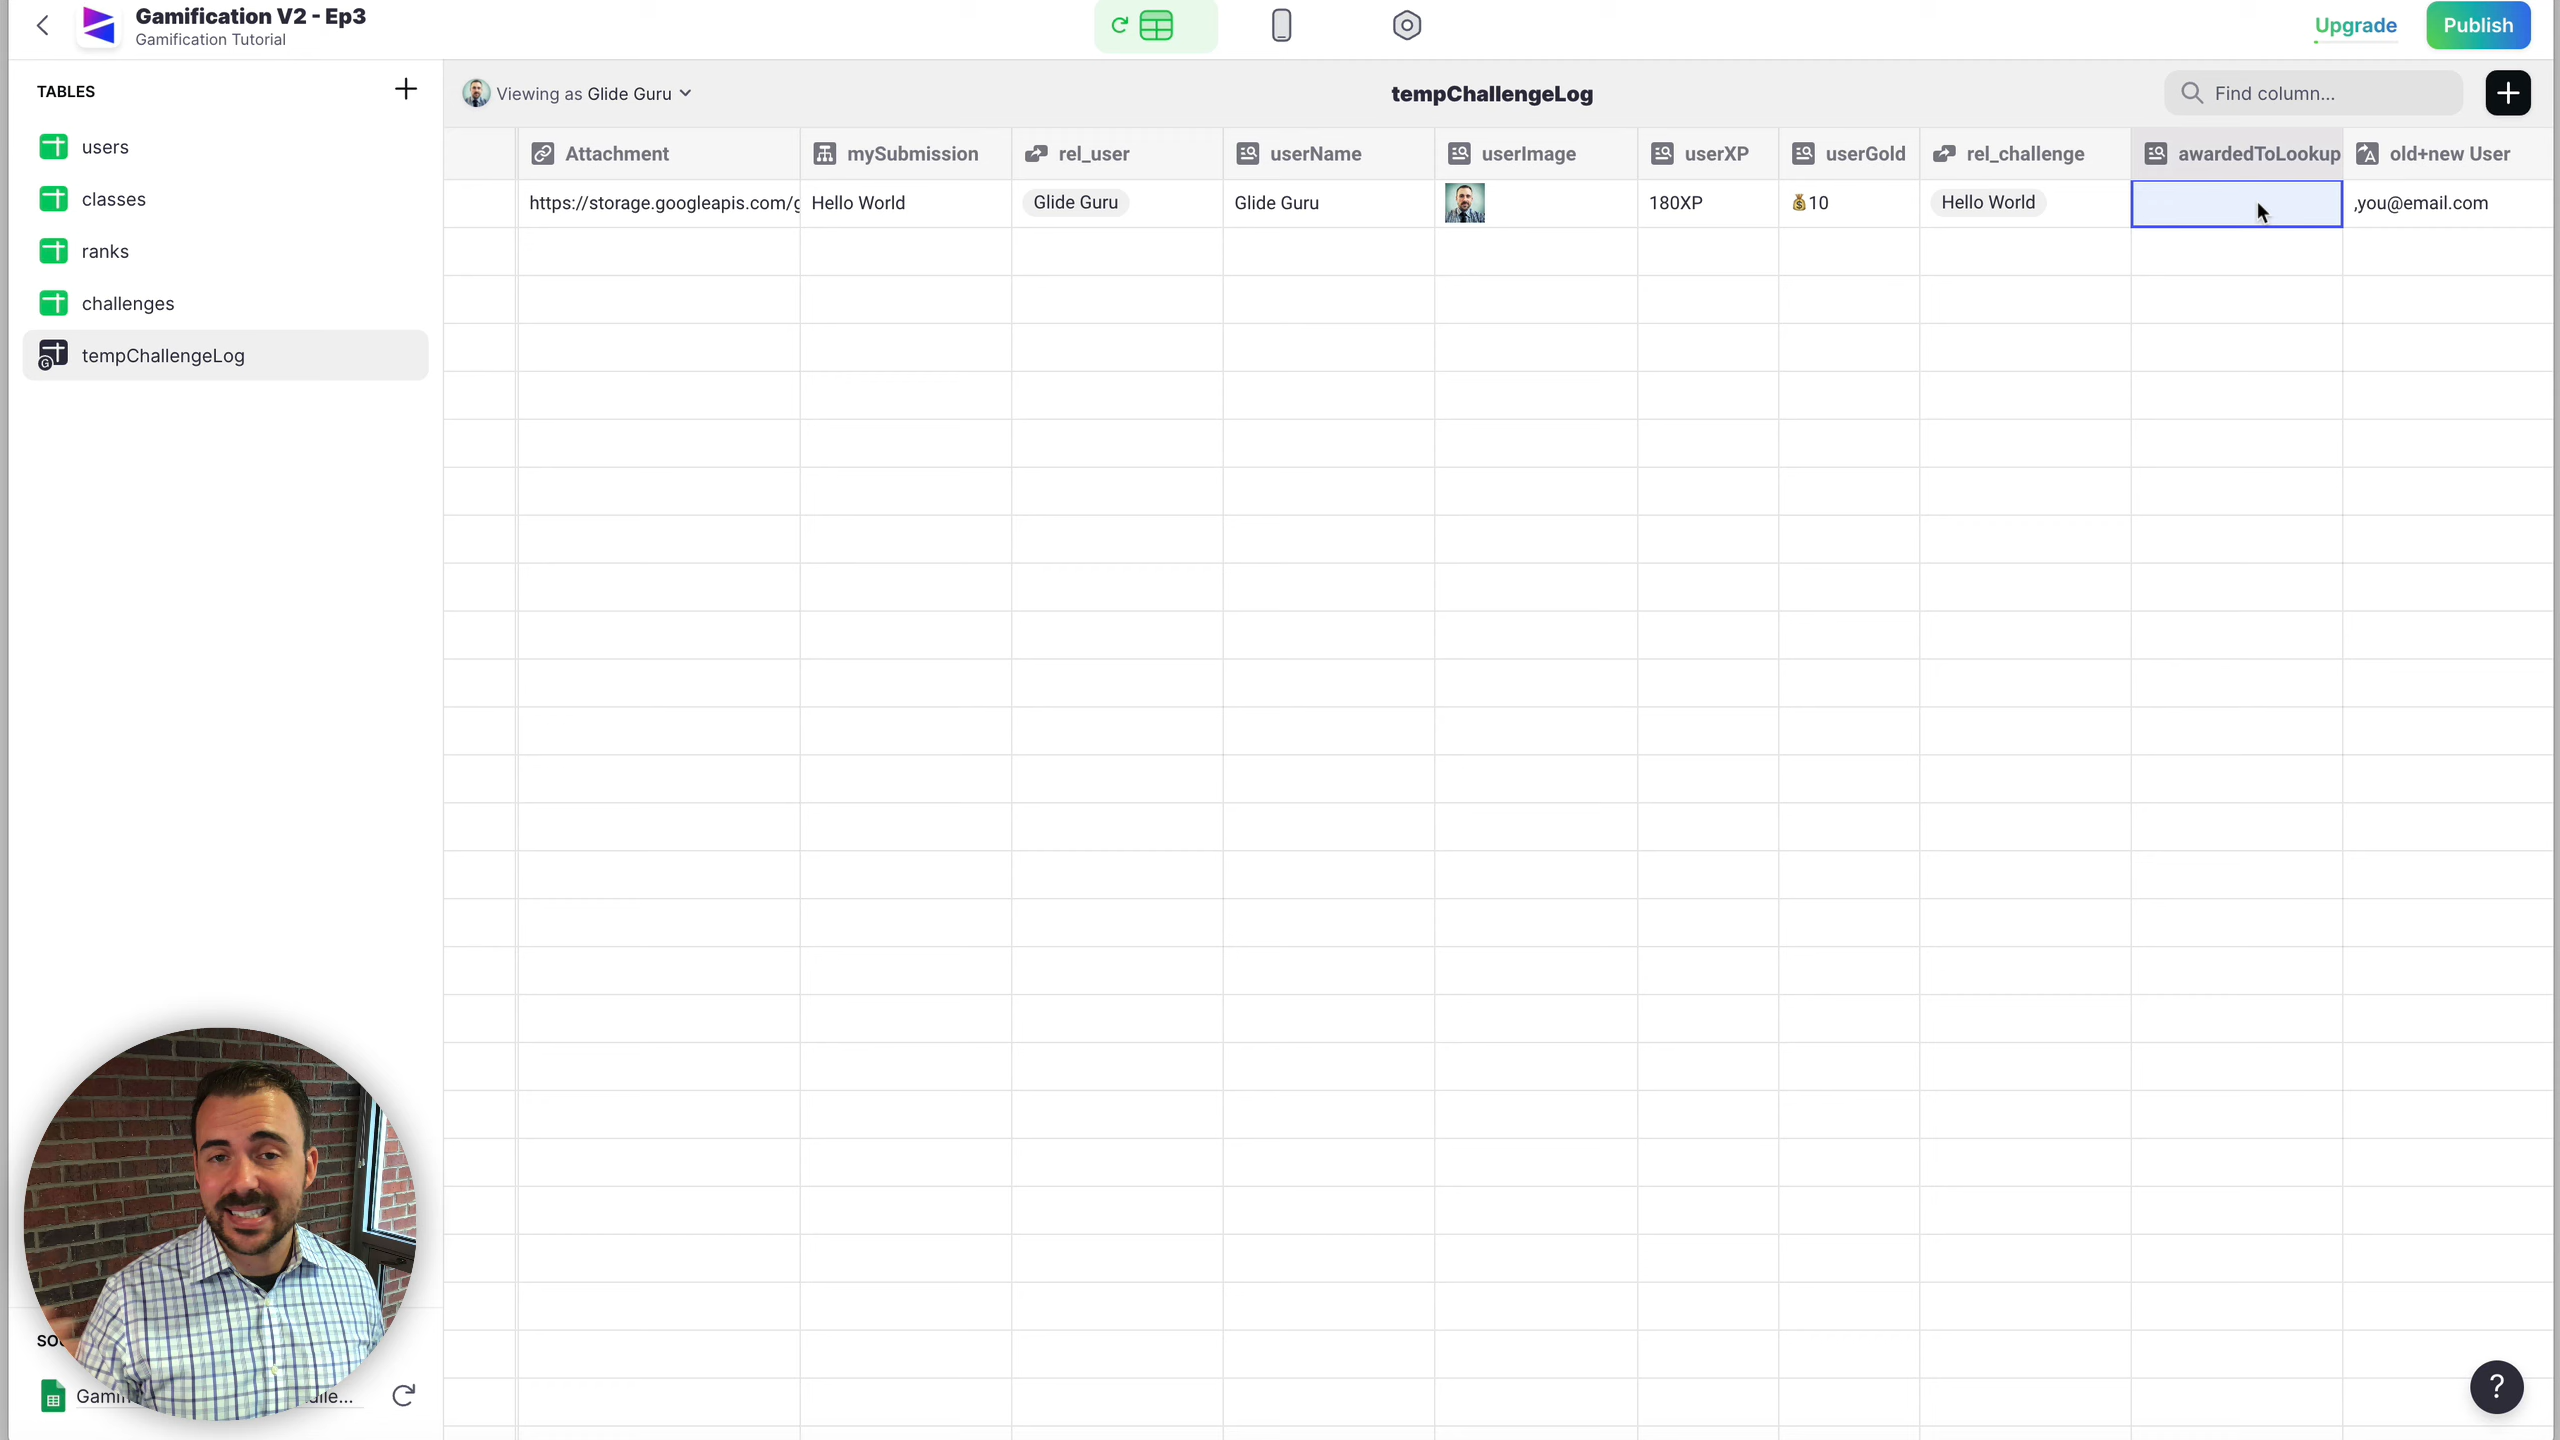 Gamification V2 - Ep3
Gamification Tutorial
Upgrade
Publish
TABLES
users
classes
ranks
challenges
tempChallengeLog
Viewing as Glide Guru
tempChallengeLog
Find column...
Attachment mySubmission rel_user userName userImage userXP userGold rel_challenge awardedToLookup old+new User
https://storage.googleapis.com/g Hello World Glide Guru Glide Guru 180XP 💰10 Hello World ,you@email.com
?